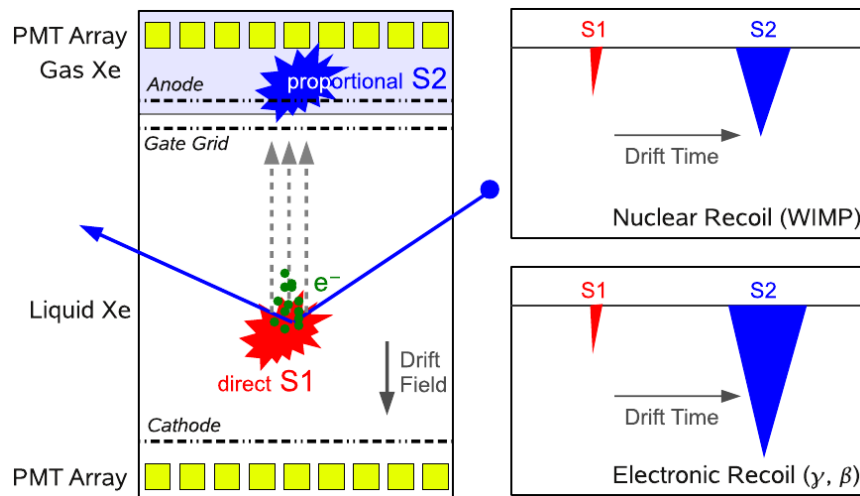 PMT Array
Gas Xe
Anode
proportional S2
Gate Grid
e⁻
Liquid Xe
direct S1
Drift
Field
Cathode
PMT Array
S1 S2
Drift Time
Nuclear Recoil (WIMP)
S1 S2
Drift Time
Electronic Recoil (γ, β)